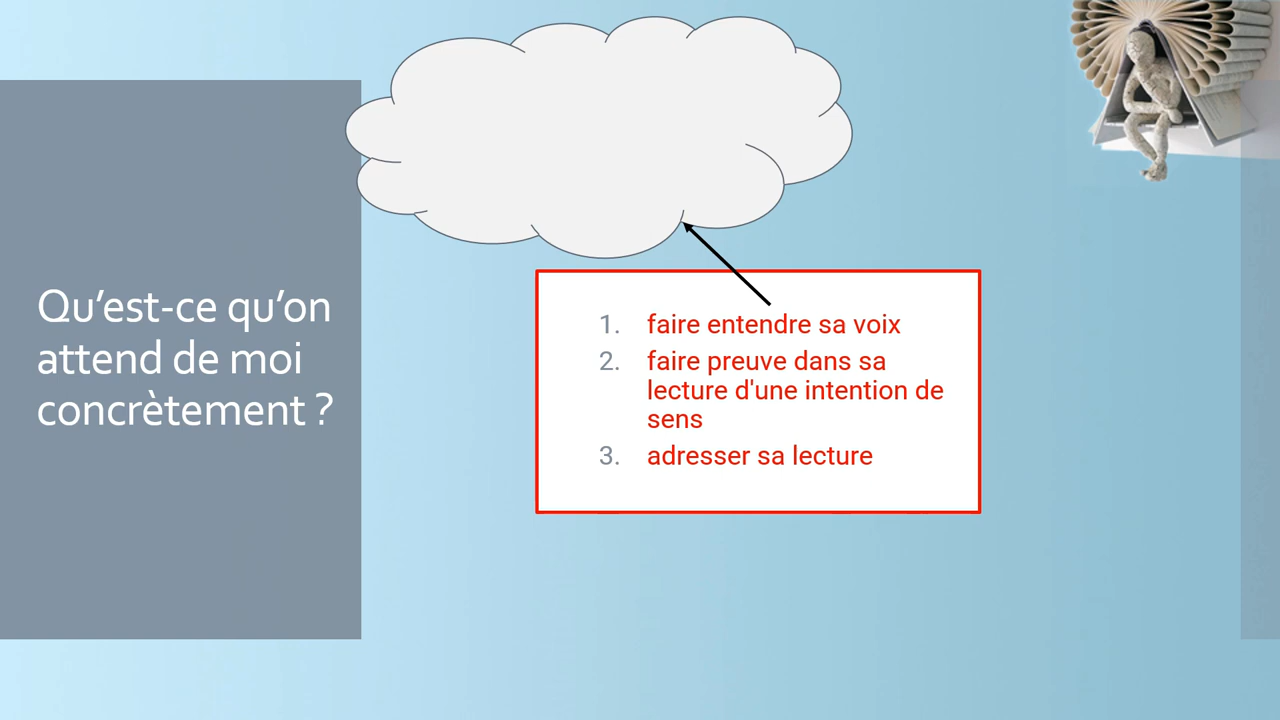 Qu’est-ce qu’on
attend de moi
concrètement ?
1. faire entendre sa voix
2. faire preuve dans sa
lecture d'une intention de
sens
3. adresser sa lecture